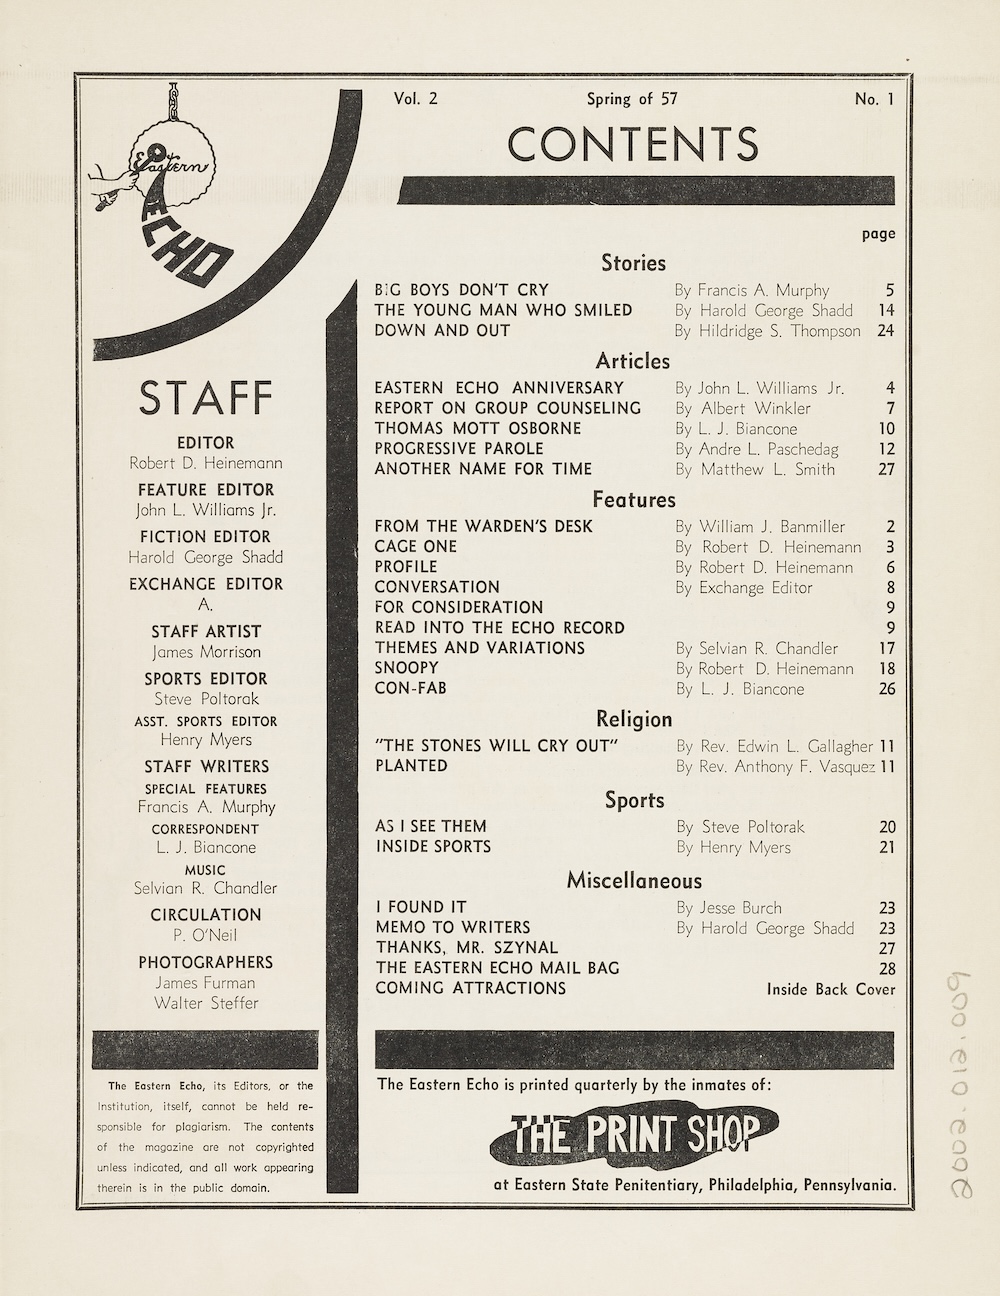 Eastern
ECHO
STAFF
EDITOR
Robert D. Heinemann
FEATURE EDITOR
John L. Williams Jr.
FICTION EDITOR
Harold George Shadd
EXCHANGE EDITOR
A.
STAFF ARTIST
James Morrison
SPORTS EDITOR
Steve Poltorak
ASST. SPORTS EDITOR
Henry Myers
STAFF WRITERS
SPECIAL FEATURES
Francis A. Murphy
CORRESPONDENT
L. J. Biancone
MUSIC
Selvian R. Chandler
CIRCULATION
P. O'Neil
PHOTOGRAPHERS
James Furman
Walter Steffer
The Eastern Echo, its Editors, or the
Institution, itself, cannot be held re-
sponsible for plagiarism. The contents
of the magazine are not copyrighted
unless indicated, and all work appearing
therein is in the public domain.
Vol. 2 Spring of 57 No. 1
CONTENTS
page
Stories
BIG BOYS DON'T CRY By Francis A. Murphy 5
THE YOUNG MAN WHO SMILED By Harold George Shadd 14
DOWN AND OUT By Hildridge S. Thompson 24
Articles
EASTERN ECHO ANNIVERSARY By John L. Williams Jr. 4
REPORT ON GROUP COUNSELING By Albert Winkler 7
THOMAS MOTT OSBORNE By L. J. Biancone 10
PROGRESSIVE PAROLE By Andre L. Paschedag 12
ANOTHER NAME FOR TIME By Matthew L. Smith 27
Features
FROM THE WARDEN'S DESK By William J. Banmiller 2
CAGE ONE By Robert D. Heinemann 3
PROFILE By Robert D. Heinemann 6
CONVERSATION By Exchange Editor 8
FOR CONSIDERATION 9
READ INTO THE ECHO RECORD 9
THEMES AND VARIATIONS By Selvian R. Chandler 17
SNOOPY By Robert D. Heinemann 18
CON-FAB By L. J. Biancone 26
Religion
"THE STONES WILL CRY OUT" By Rev. Edwin L. Gallagher 11
PLANTED By Rev. Anthony F. Vasquez 11
Sports
AS I SEE THEM By Steve Poltorak 20
INSIDE SPORTS By Henry Myers 21
Miscellaneous
I FOUND IT By Jesse Burch 23
MEMO TO WRITERS By Harold George Shadd 23
THANKS, MR. SZYNAL 27
THE EASTERN ECHO MAIL BAG 28
COMING ATTRACTIONS Inside Back Cover
The Eastern Echo is printed quarterly by the inmates of:
THE PRINT SHOP
at Eastern State Penitentiary, Philadelphia, Pennsylvania.